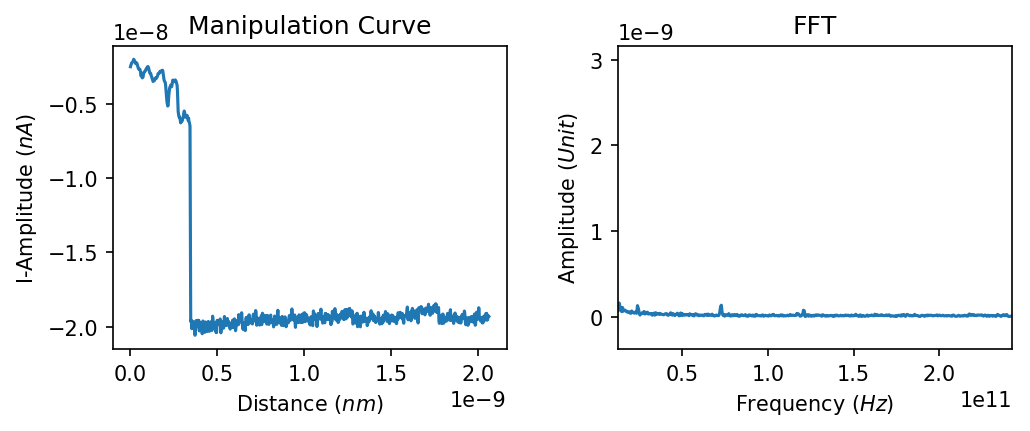 Manipulation Curve
1e−8
−0.5
−1.0
−1.5
−2.0
I-Amplitude (nA)
0.0 0.5 1.0 1.5 2.0
1e−9
Distance (nm)
FFT
1e−9
3
2
1
0
Amplitude (Unit)
0.5 1.0 1.5 2.0
1e11
Frequency (Hz)